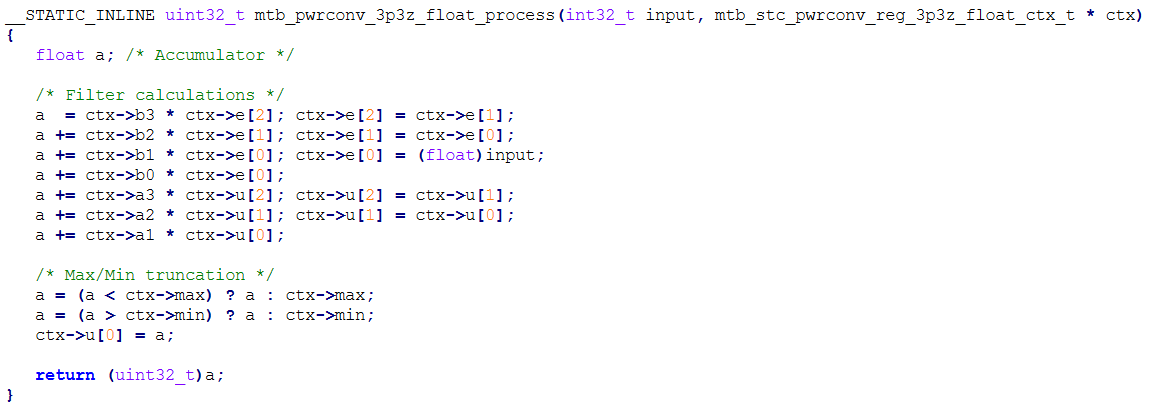 __STATIC_INLINE uint32_t mtb_pwrconv_3p3z_float_process(int32_t input, mtb_stc_pwrconv_reg_3p3z_float_ctx_t * ctx)
{
   float a; /* Accumulator */

   /* Filter calculations */
   a  = ctx->b3 * ctx->e[2]; ctx->e[2] = ctx->e[1];
   a += ctx->b2 * ctx->e[1]; ctx->e[1] = ctx->e[0];
   a += ctx->b1 * ctx->e[0]; ctx->e[0] = (float)input;
   a += ctx->b0 * ctx->e[0];
   a += ctx->a3 * ctx->u[2]; ctx->u[2] = ctx->u[1];
   a += ctx->a2 * ctx->u[1]; ctx->u[1] = ctx->u[0];
   a += ctx->a1 * ctx->u[0];

   /* Max/Min truncation */
   a = (a < ctx->max) ? a : ctx->max;
   a = (a > ctx->min) ? a : ctx->min;
   ctx->u[0] = a;

   return (uint32_t)a;
}